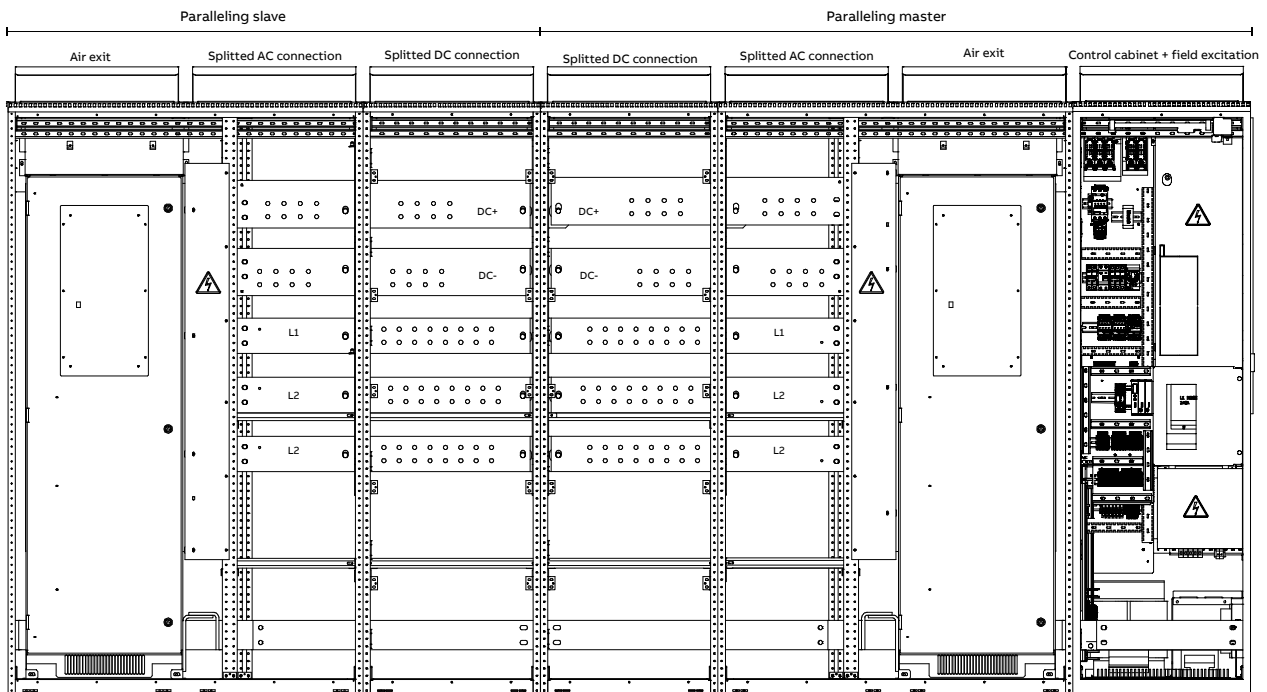 Paralleling slave
Paralleling master
Air exit
Splitted AC connection
Splitted DC connection
Splitted DC connection
Splitted AC connection
Air exit
Control cabinet + field excitation
DC+
DC+
DC-
DC-
L1
L1
L2
L2
L2
L2